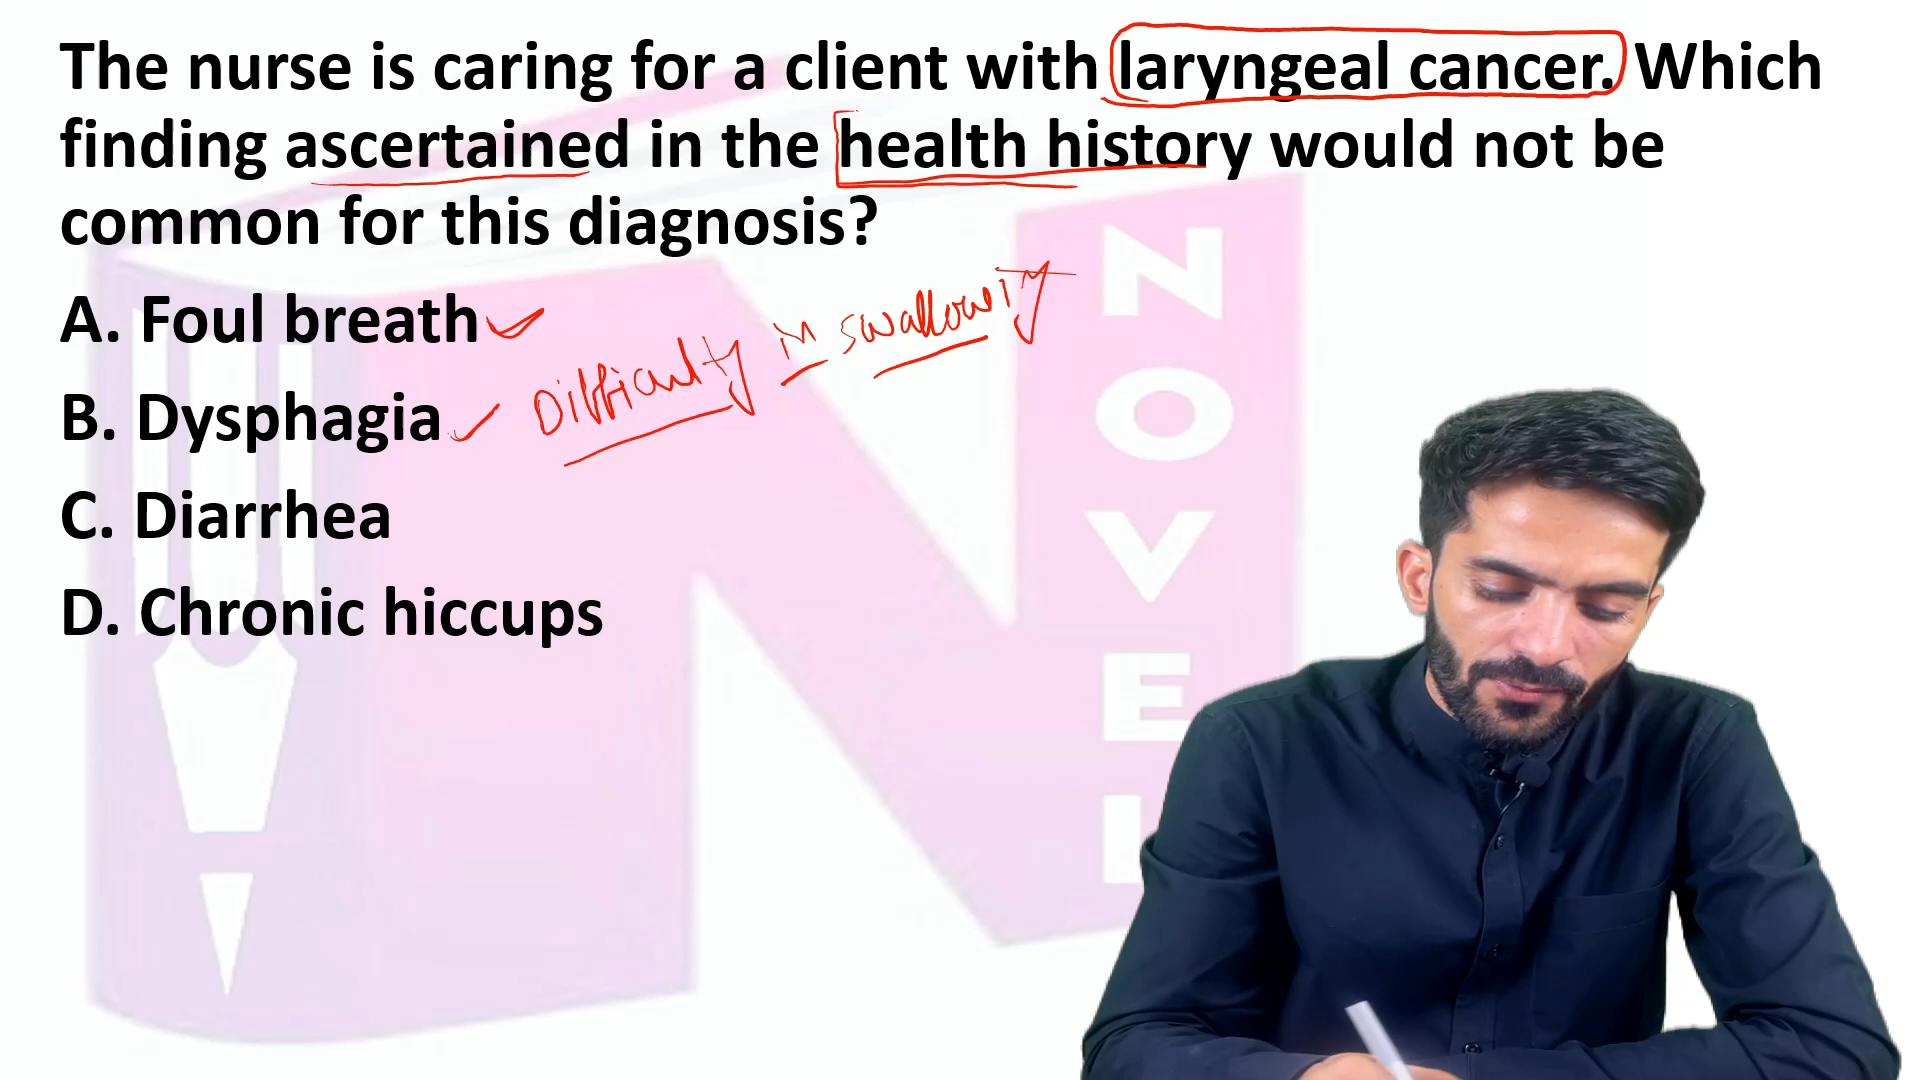 The nurse is caring for a client with laryngeal cancer. Which
finding ascertained in the health history would not be
common for this diagnosis?
A. Foul breath
Difficulty in swallowing
B. Dysphagia
C. Diarrhea
D. Chronic hiccups
NOVEL